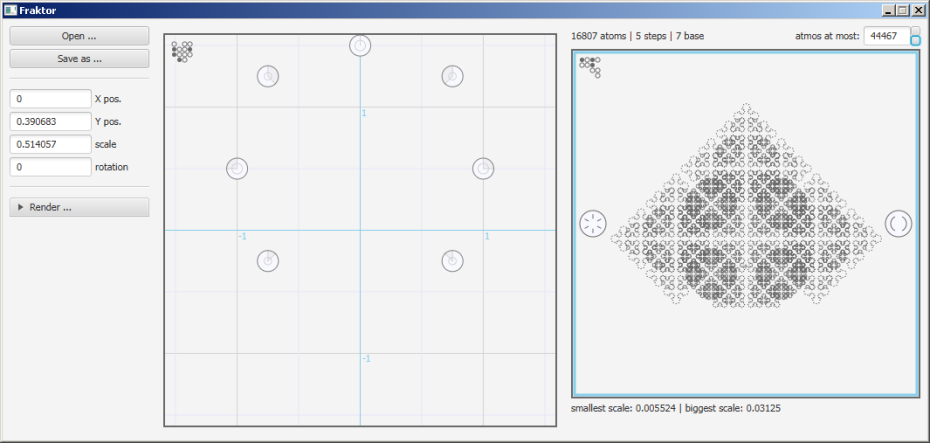 Fraktor
Open ...
Save as ...
0 X pos.
0.390683 Y pos.
0.514057 scale
0 rotation
Render ...
1
-1
1
-1
16807 atoms | 5 steps | 7 base
atmos at most: 44467
smallest scale: 0.005524 | biggest scale: 0.03125